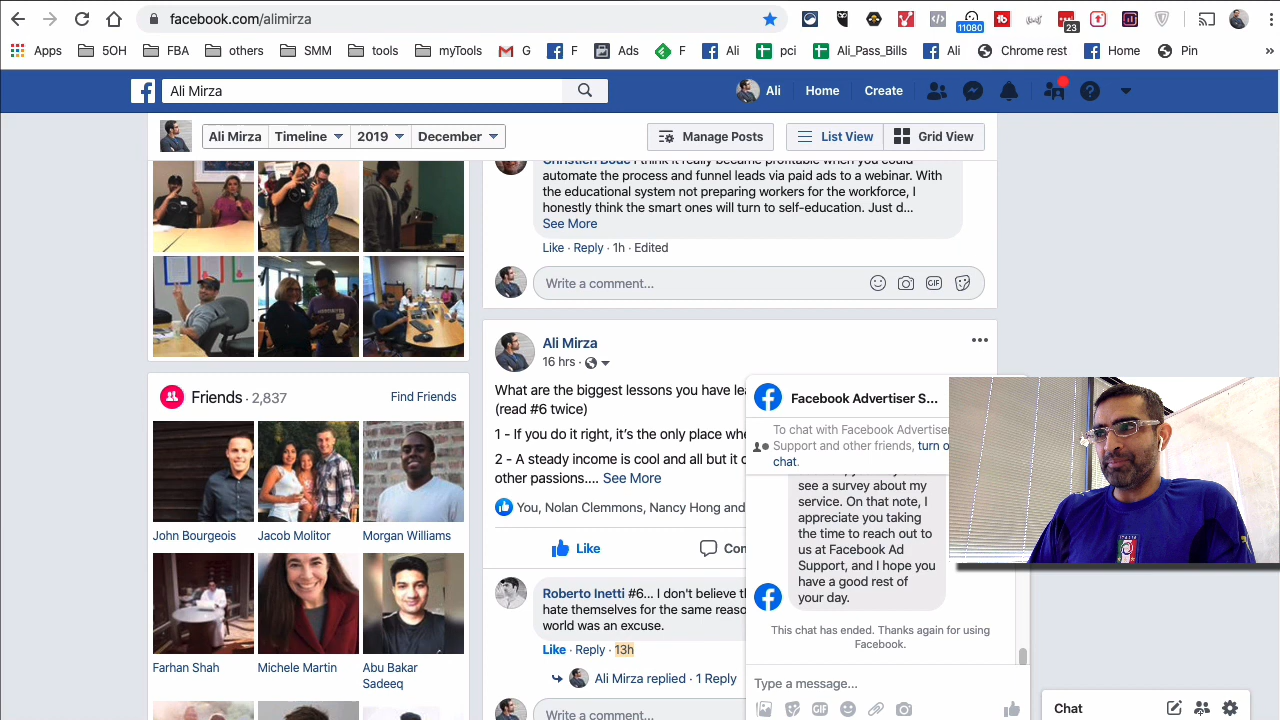 facebook.com/alimirza
11080
23
Apps
5OH
FBA
others
SMM
tools
myTools
G
F
Ads
F
Ali
pci
Ali_Pass_Bills
Ali
Chrome rest
Home
Pin
»
Ali Mirza
Ali
Home
Create
Ali Mirza
Timeline
2019
December
Manage Posts
List View
Grid View
automate the process and funnel leads via paid ads to a webinar. With
the educational system not preparing workers for the workforce, I
honestly think the smart ones will turn to self-education. Just d...
See More
Like · Reply · 1h · Edited
Write a comment...
GIF
Friends · 2,837
Find Friends
John Bourgeois
Jacob Molitor
Morgan Williams
Farhan Shah
Michele Martin
Abu Bakar
Sadeeq
Ali Mirza
16 hrs ·
What are the biggest lessons you have lea
(read #6 twice)
1 - If you do it right, it's the only place whe
2 - A steady income is cool and all but it
other passions.... See More
You, Nolan Clemmons, Nancy Hong and
Like
Com
Roberto Inetti #6... I don't believe th
hate themselves for the same reaso
world was an excuse.
Like · Reply · 13h
Ali Mirza replied · 1 Reply
Write a comment...
Facebook Advertiser S...
To chat with Facebook Advertiser
Support and other friends, turn o
chat.
see a survey about my
service. On that note, I
appreciate you taking
the time to reach out to
us at Facebook Ad
Support, and I hope you
have a good rest of
your day.
This chat has ended. Thanks again for using
Facebook.
Type a message...
GIF
Chat